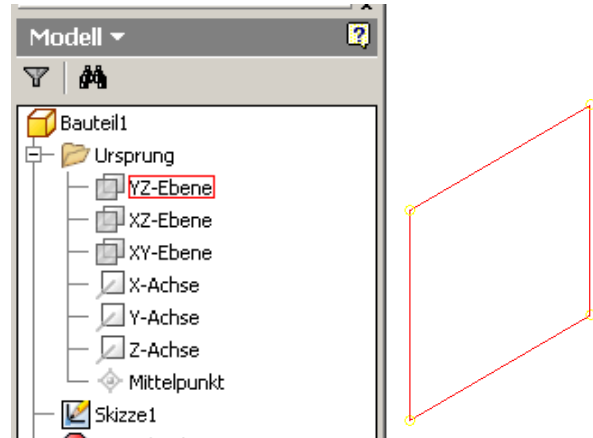 Modell
Bauteil1
Ursprung
YZ-Ebene
XZ-Ebene
XY-Ebene
X-Achse
Y-Achse
Z-Achse
Mittelpunkt
Skizze1